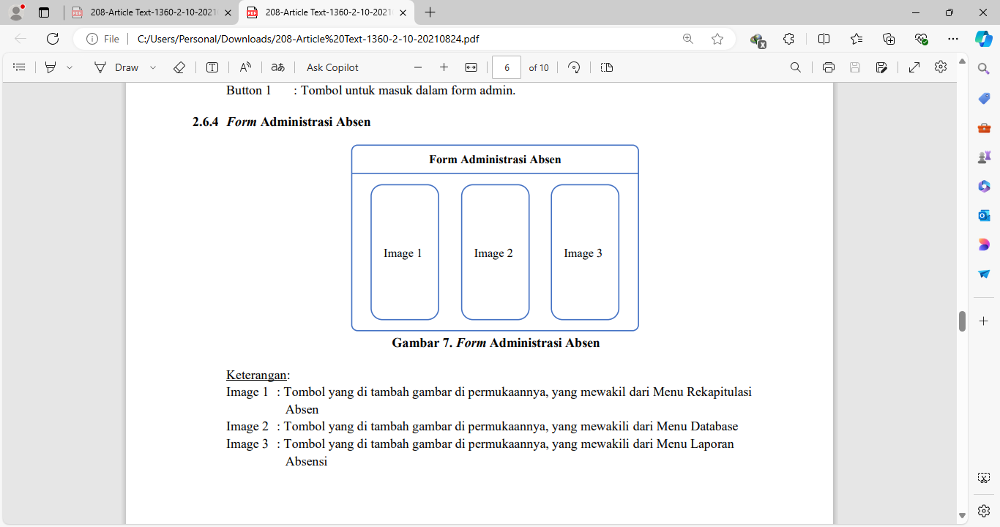 208-Article Text-1360-2-10-2021
208-Article Text-1360-2-10-2021
File
C:/Users/Personal/Downloads/208-Article%20Text-1360-2-10-20210824.pdf
Draw
Ask Copilot
6 of 10
Button 1 : Tombol untuk masuk dalam form admin.
2.6.4 Form Administrasi Absen
Form Administrasi Absen
Image 1 Image 2 Image 3
Gambar 7. Form Administrasi Absen
Keterangan:
Image 1 : Tombol yang di tambah gambar di permukaannya, yang mewakil dari Menu Rekapitulasi
Absen
Image 2 : Tombol yang di tambah gambar di permukaannya, yang mewakili dari Menu Database
Image 3 : Tombol yang di tambah gambar di permukaannya, yang mewakili dari Menu Laporan
Absensi